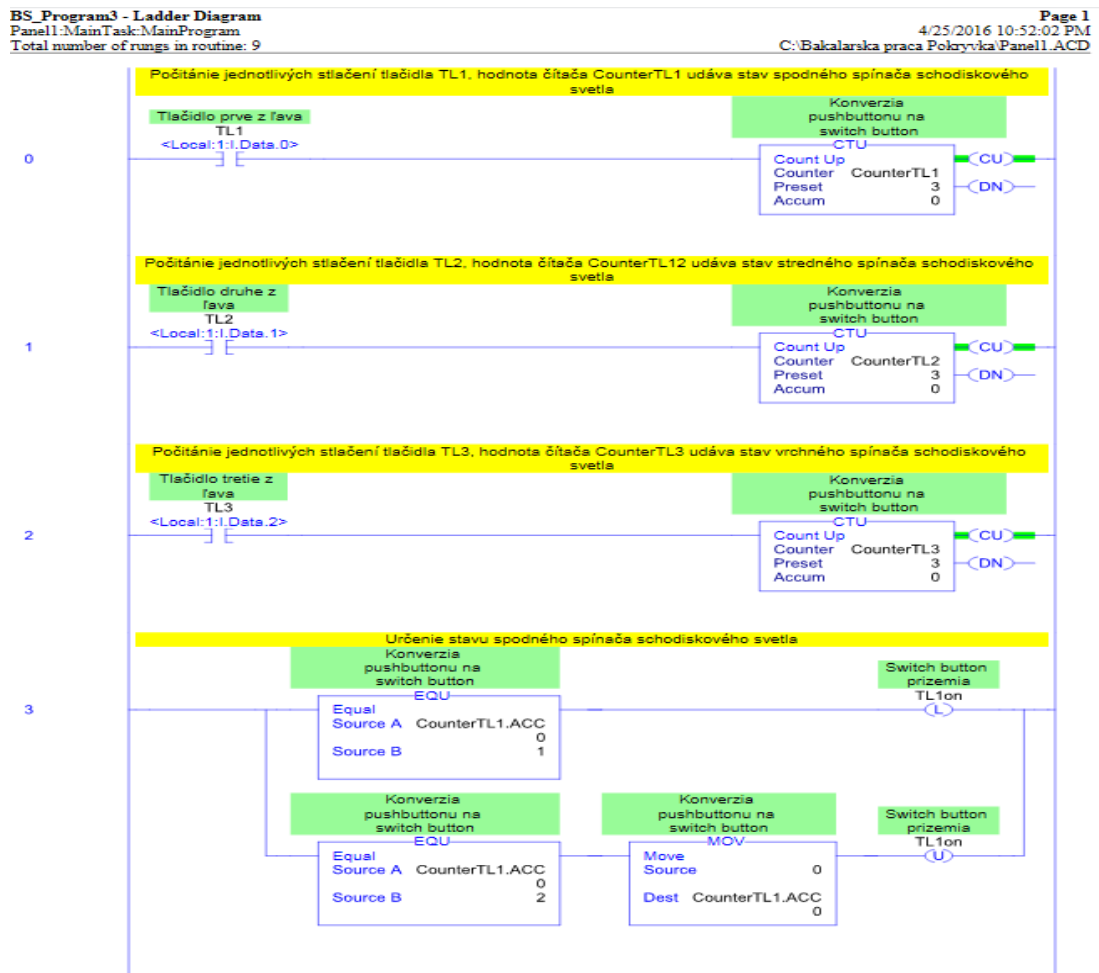 BS_Program3 - Ladder Diagram
Page 1
Panel1:MainTask:MainProgram
4/25/2016 10:52:02 PM
Total number of rungs in routine: 9
C:\Bakalarska praca Pokryvka\Panel1.ACD
Počitánie jednotlivých stlačení tlačidla TL1, hodnota čítača CounterTL1 udáva stav spodného spínača schodiskového
svetla
Tlačidlo prve z ľava
TL1
<Local:1:I.Data.0>
Konverzia
pushbuttonu na
switch button
0
CTU
Count Up
Counter CounterTL1
Preset 3
Accum 0
CU
DN
Počitánie jednotlivých stlačení tlačidla TL2, hodnota čítača CounterTL12 udáva stav stredného spínača schodiskového
svetla
Tlačidlo druhe z
ľava
TL2
<Local:1:I.Data.1>
Konverzia
pushbuttonu na
switch button
1
CTU
Count Up
Counter CounterTL2
Preset 3
Accum 0
CU
DN
Počitánie jednotlivých stlačení tlačidla TL3, hodnota čítača CounterTL3 udáva stav vrchného spínača schodiskového
svetla
Tlačidlo tretie z
ľava
TL3
<Local:1:I.Data.2>
Konverzia
pushbuttonu na
switch button
2
CTU
Count Up
Counter CounterTL3
Preset 3
Accum 0
CU
DN
Určenie stavu spodného spínača schodiskového svetla
Konverzia
pushbuttonu na
switch button
Switch button
prizemia
TL1on
3
EQU
Equal
Source A CounterTL1.ACC
0
Source B 1
L
Konverzia
pushbuttonu na
switch button
Konverzia
pushbuttonu na
switch button
Switch button
prizemia
TL1on
EQU
Equal
Source A CounterTL1.ACC
0
Source B 2
MOV
Move
Source 0
Dest CounterTL1.ACC
0
U